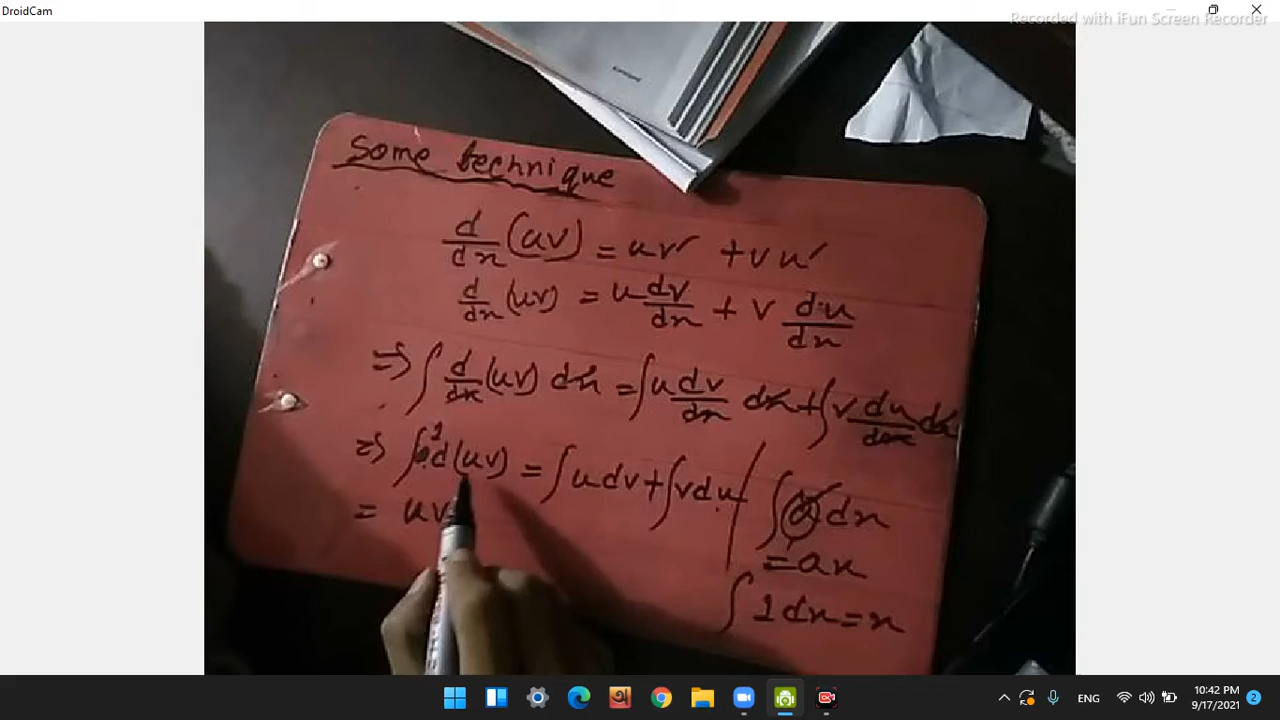 DroidCam
Recorded with iFun Screen Recorder
Some technique
d/dx (uv) = uv′ + vu′
d/dx (uv) = u dv/dx + v du/dx
⇒ ∫ d/dx (uv) dx = ∫ u dv/dx dx + ∫ v du/dx dx
⇒ ∫ 1 d(uv) = ∫ u dv + ∫ v du
= uv
∫ a dx
= ax
∫ 1 dx = x
ENG
10:42 PM
9/17/2021
2